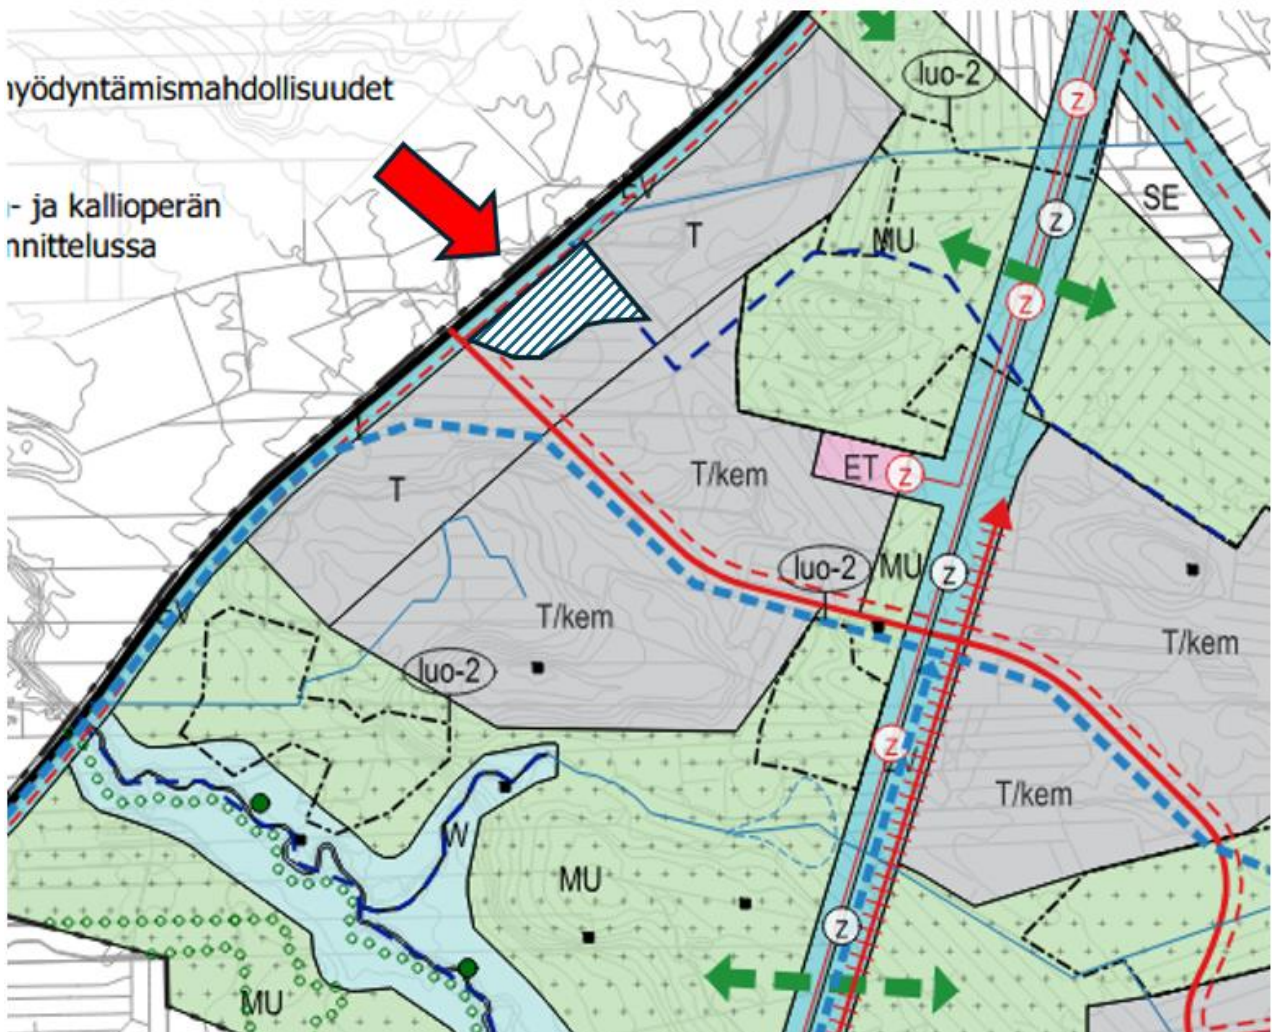 nyödyntämismahdollisuudet
luo-2
z
- ja kallioperän
nnittelussa
SE
z
T
MU
z
ET
z
T/kem
T
luo-2
MU
z
T/kem
T/kem
luo-2
z
T/kem
W
MU
z
MU